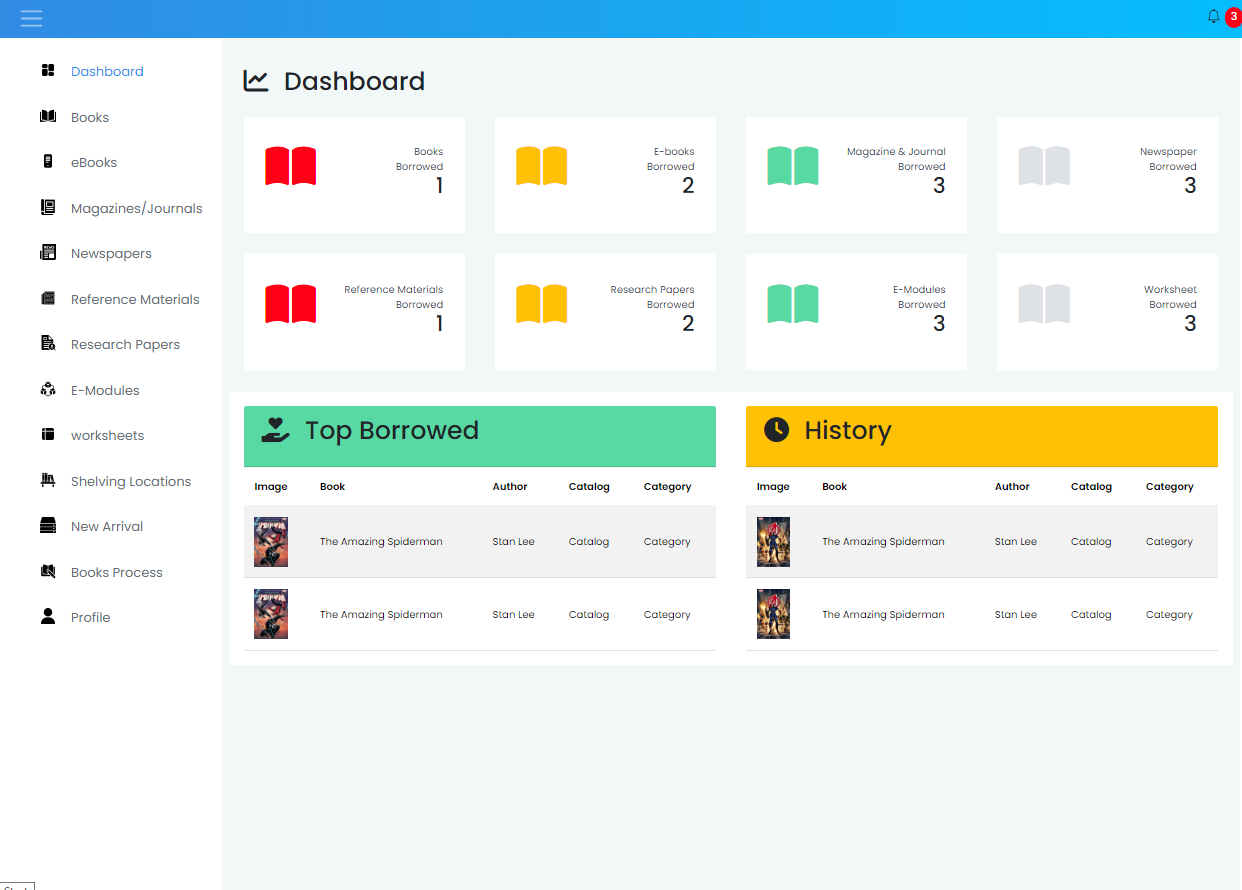 3
Dashboard
Books
eBooks
Magazines/Journals
Newspapers
Reference Materials
Research Papers
E-Modules
worksheets
Shelving Locations
New Arrival
Books Process
Profile
Dashboard
Books
Borrowed
1
E-books
Borrowed
2
Magazine & Journal
Borrowed
3
Newspaper
Borrowed
3
Reference Materials
Borrowed
1
Research Papers
Borrowed
2
E-Modules
Borrowed
3
Worksheet
Borrowed
3
Top Borrowed
Image Book Author Catalog Category
The Amazing Spiderman Stan Lee Catalog Category
The Amazing Spiderman Stan Lee Catalog Category
History
Image Book Author Catalog Category
The Amazing Spiderman Stan Lee Catalog Category
The Amazing Spiderman Stan Lee Catalog Category